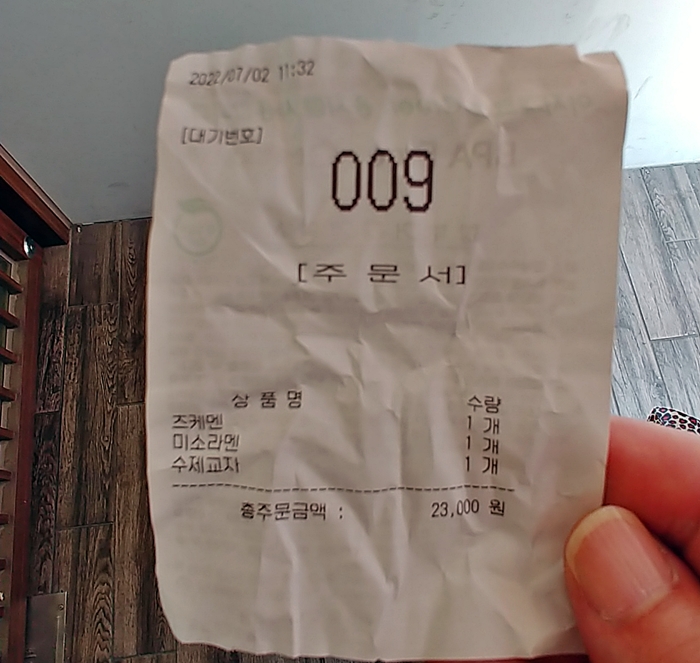 2022/07/02 11:32
[대기번호]
009
[주 문 서]
상 품 명 수량
즈케멘 1 개
미소라멘 1 개
수제교자 1 개
총주문금액 : 23,000 원